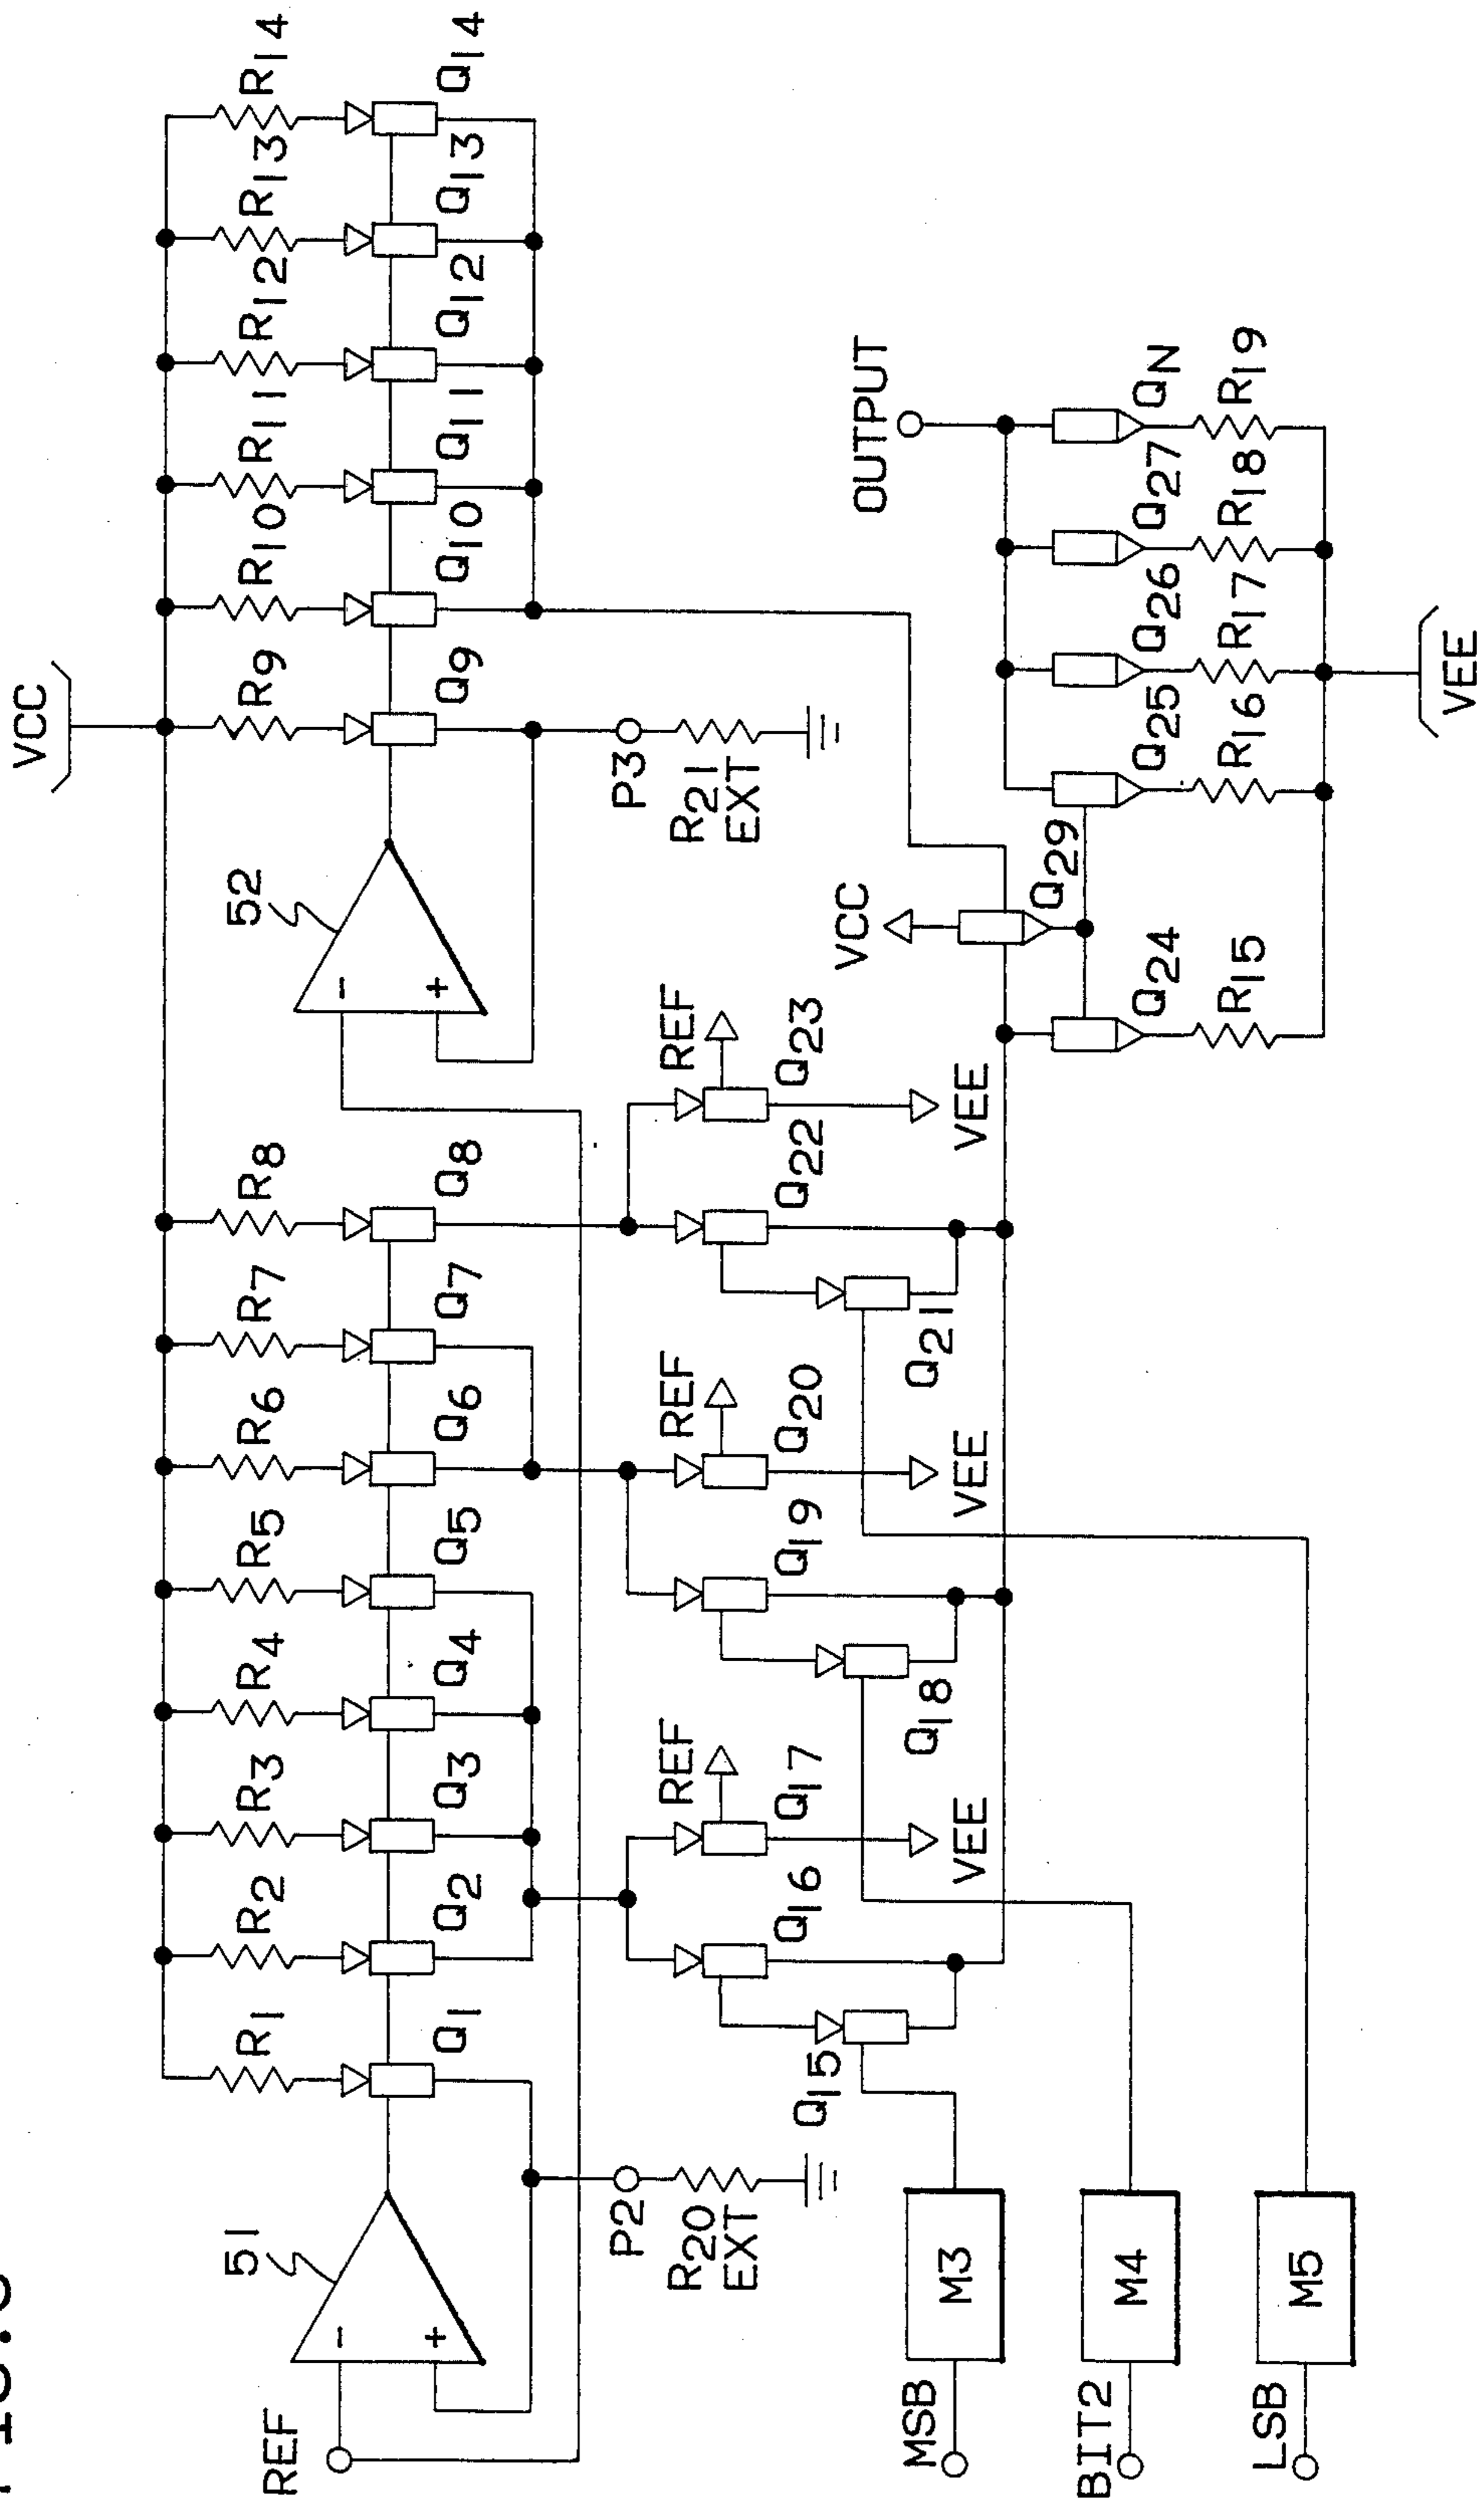 VCC
R1 R2 R3 R4 R5 R6 R7 R8 R9 R10 R11 R12 R13 R14
51 52
REF
- + - +
Q1 Q2 Q3 Q4 Q5 Q6 Q7 Q8 Q9 Q10 Q11 Q12 Q13 Q14
P2 P3
R20 EXT
R21 EXT
REF REF REF
Q16 Q17 Q19 Q20 Q22 Q23
Q15 Q18 Q21
VCC
OUTPUT
VEE VEE VEE
Q29
MSB M3
Q24 Q25 Q26 Q27 QN
BIT2 M4
R15 R16 R17 R18 R19
LSB M5
VEE